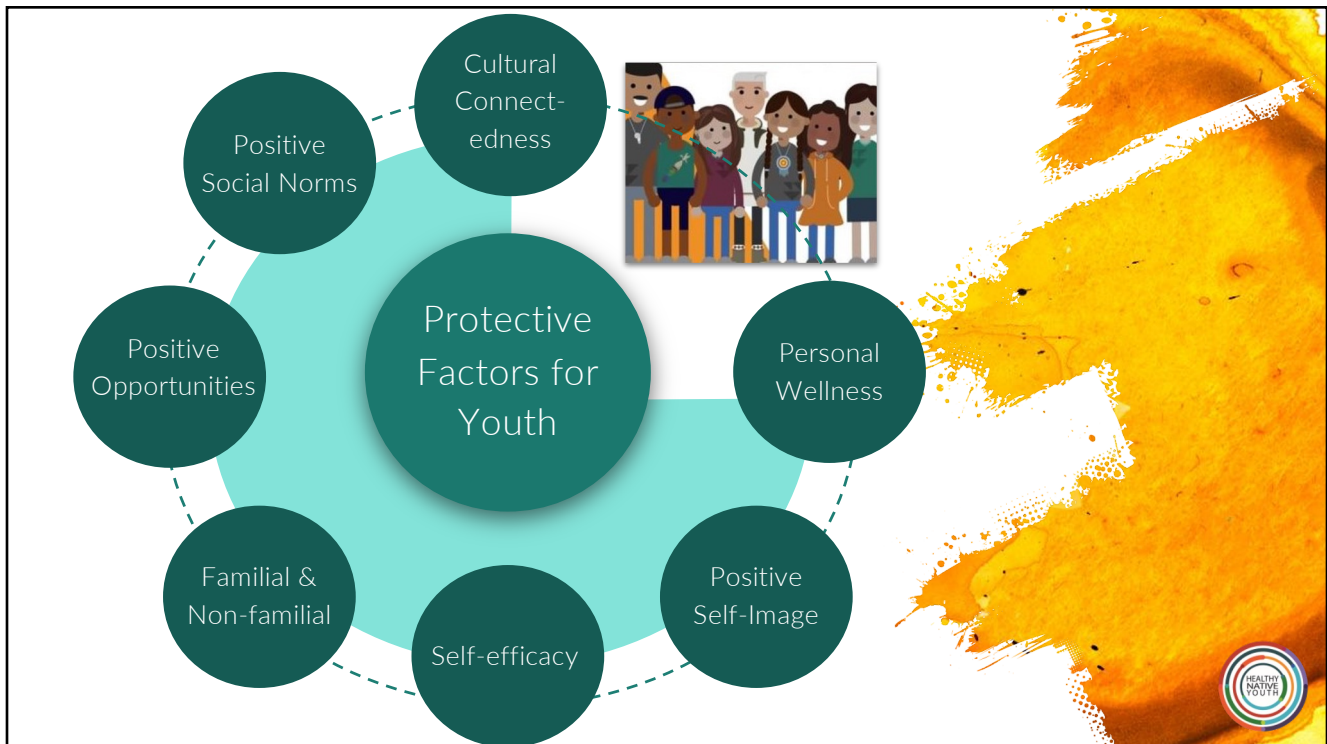 Cultural
Connect-
edness
Positive
Social Norms
Protective
Factors for
Youth
Positive
Opportunities
Personal
Wellness
Familial &
Non-familial
Positive
Self-Image
Self-efficacy
HEALTHY
NATIVE
YOUTH